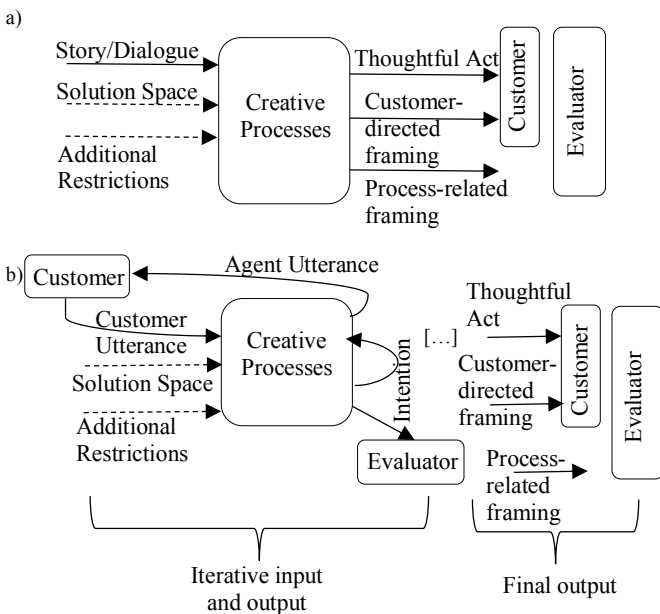 a)
Story/Dialogue
Solution Space
Additional
Restrictions
Creative
Processes
Thoughtful Act
Customer-
directed
framing
Process-related
framing
Customer
Evaluator
b)
Customer
Agent Utterance
Customer
Utterance
Solution Space
Additional
Restrictions
Creative
Processes
Intention
Evaluator
[…]
Thoughtful
Act
Customer-
directed
framing
Process-
related
framing
Customer
Evaluator
Iterative input
and output
Final output